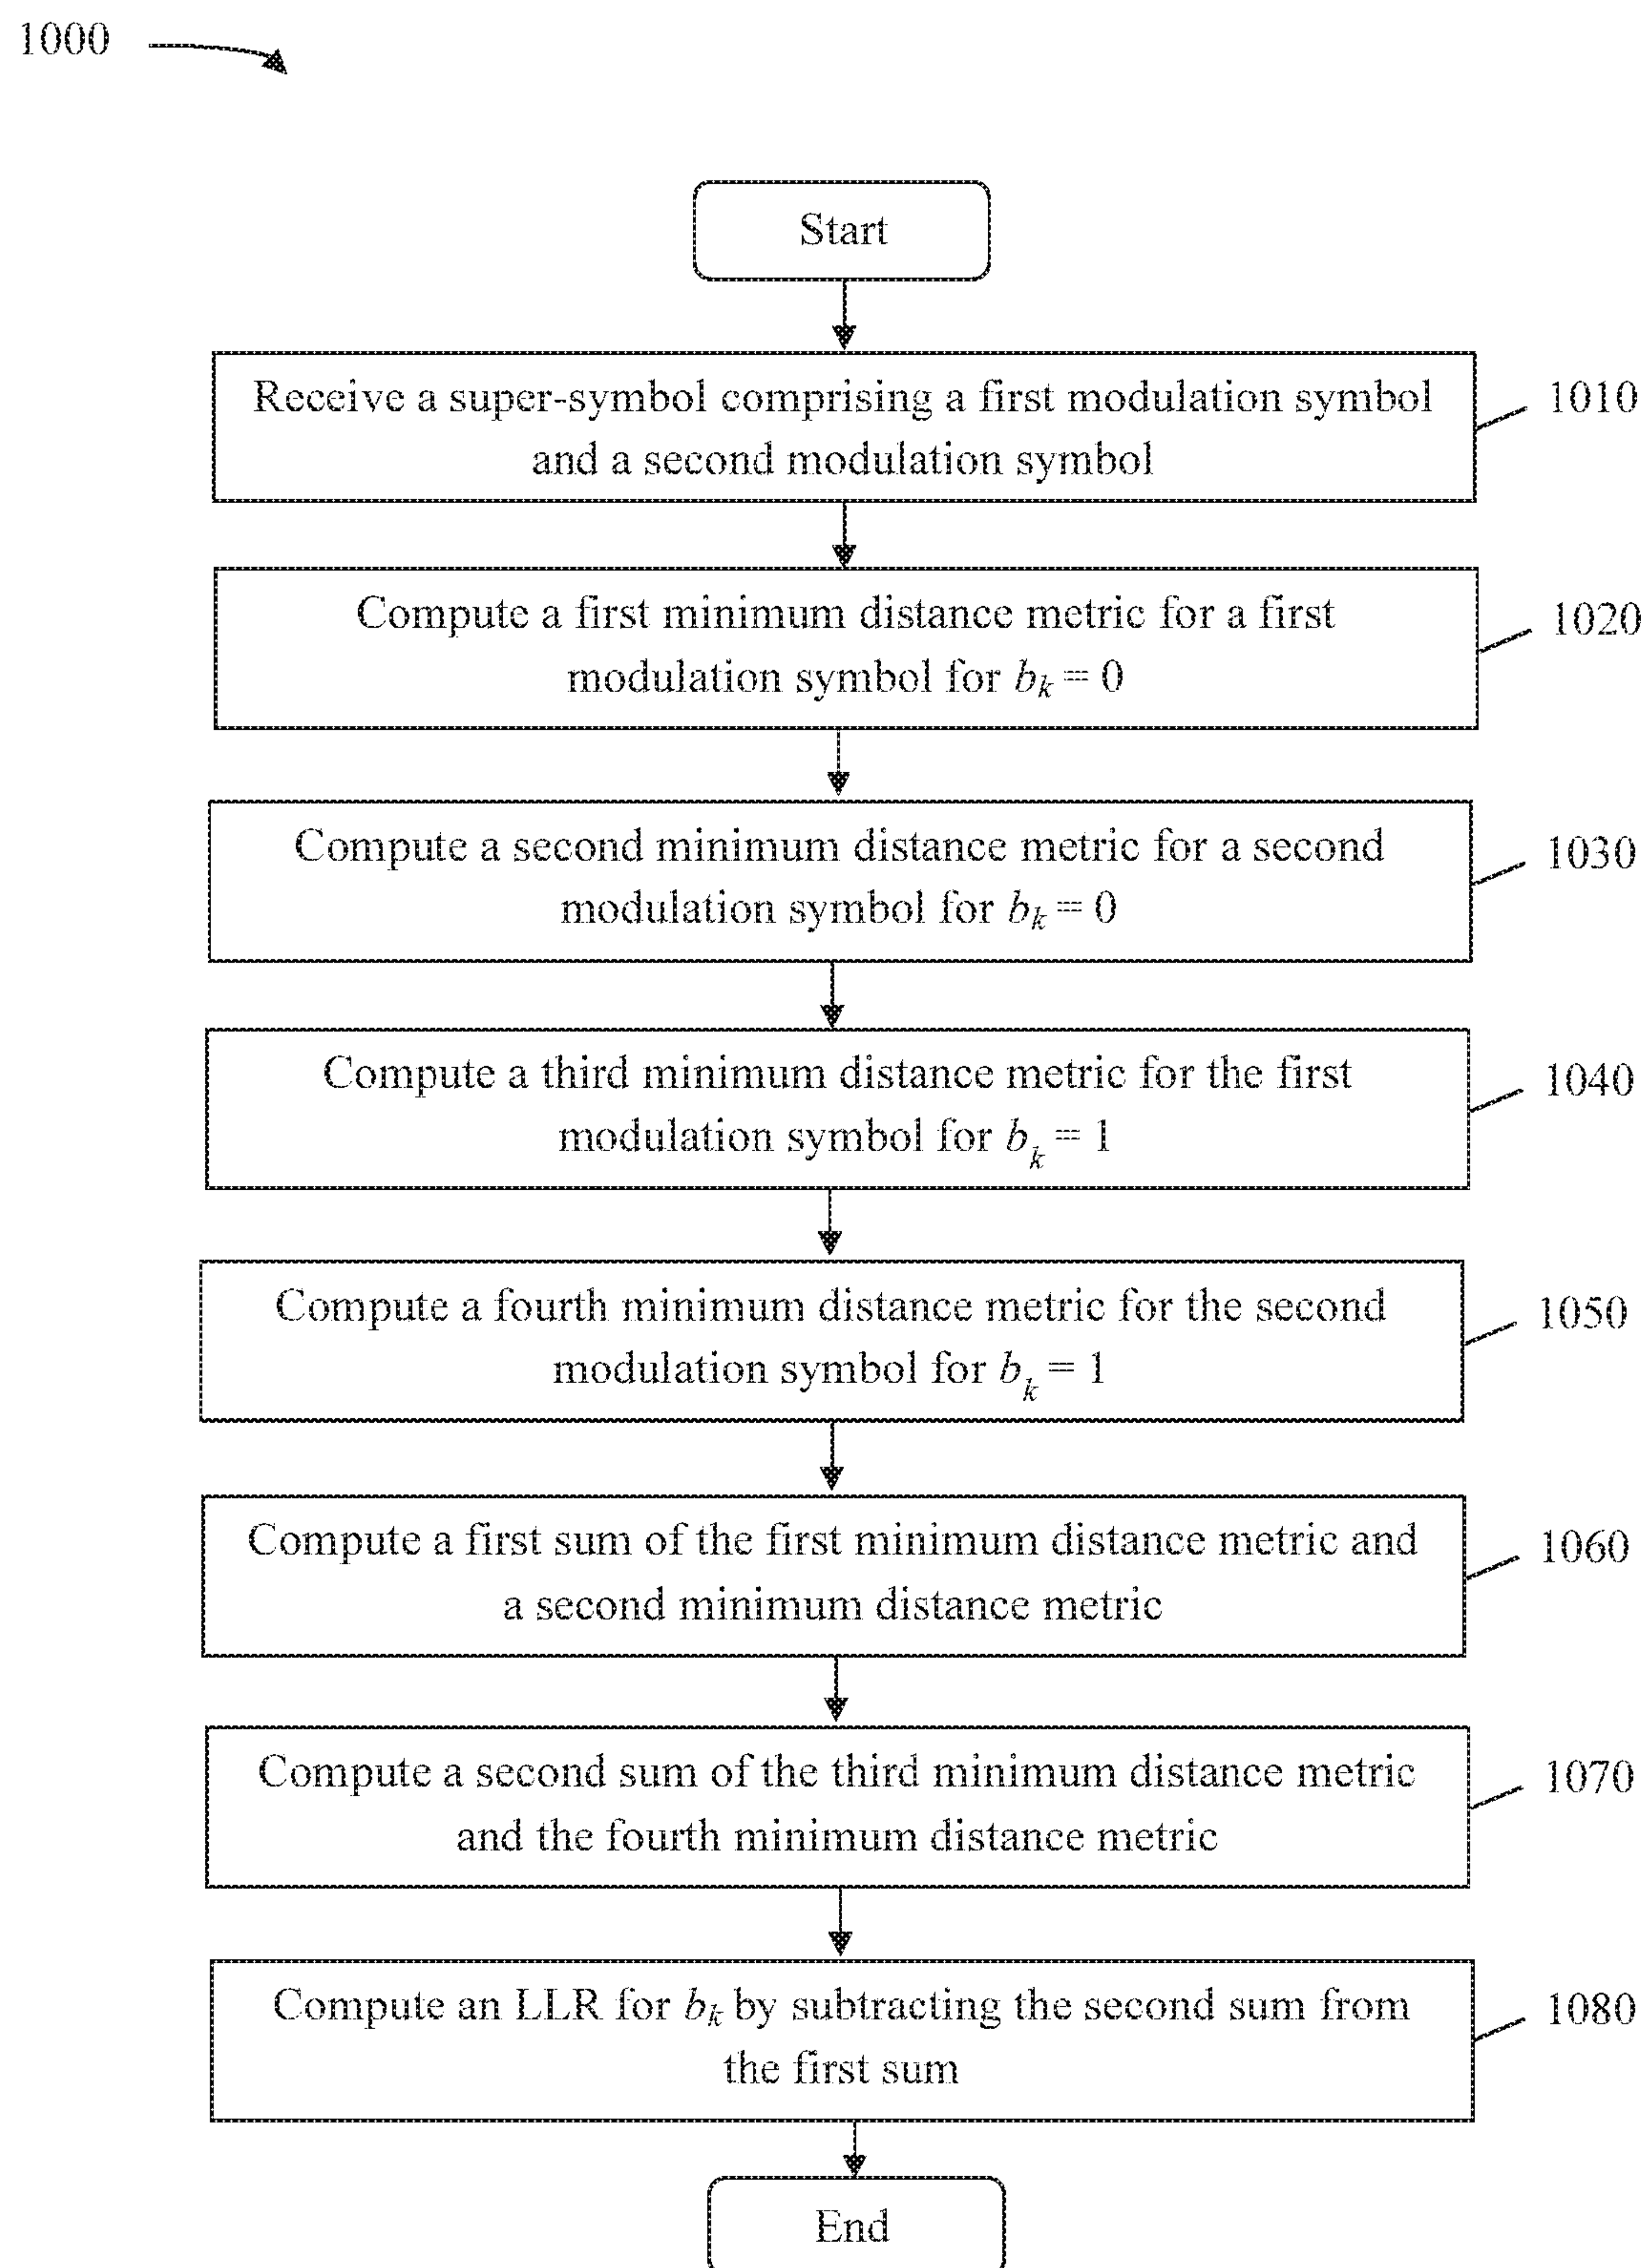 1000
Start
Receive a super-symbol comprising a first modulation symbol
and a second modulation symbol
1010
Compute a first minimum distance metric for a first
modulation symbol for bₖ = 0
1020
Compute a second minimum distance metric for a second
modulation symbol for bₖ = 0
1030
Compute a third minimum distance metric for the first
modulation symbol for bₖ = 1
1040
Compute a fourth minimum distance metric for the second
modulation symbol for bₖ = 1
1050
Compute a first sum of the first minimum distance metric and
a second minimum distance metric
1060
Compute a second sum of the third minimum distance metric
and the fourth minimum distance metric
1070
Compute an LLR for bₖ by subtracting the second sum from
the first sum
1080
End